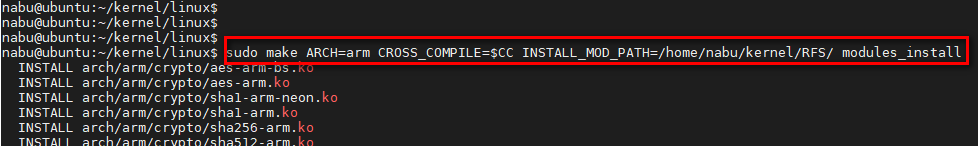 nabu@ubuntu:~/kernel/linux$
nabu@ubuntu:~/kernel/linux$
nabu@ubuntu:~/kernel/linux$
nabu@ubuntu:~/kernel/linux$ sudo make ARCH=arm CROSS_COMPILE=$CC INSTALL_MOD_PATH=/home/nabu/kernel/RFS/ modules_install
INSTALL arch/arm/crypto/aes-arm-bs.ko
INSTALL arch/arm/crypto/aes-arm.ko
INSTALL arch/arm/crypto/sha1-arm-neon.ko
INSTALL arch/arm/crypto/sha1-arm.ko
INSTALL arch/arm/crypto/sha256-arm.ko
INSTALL arch/arm/crypto/sha512-arm.ko